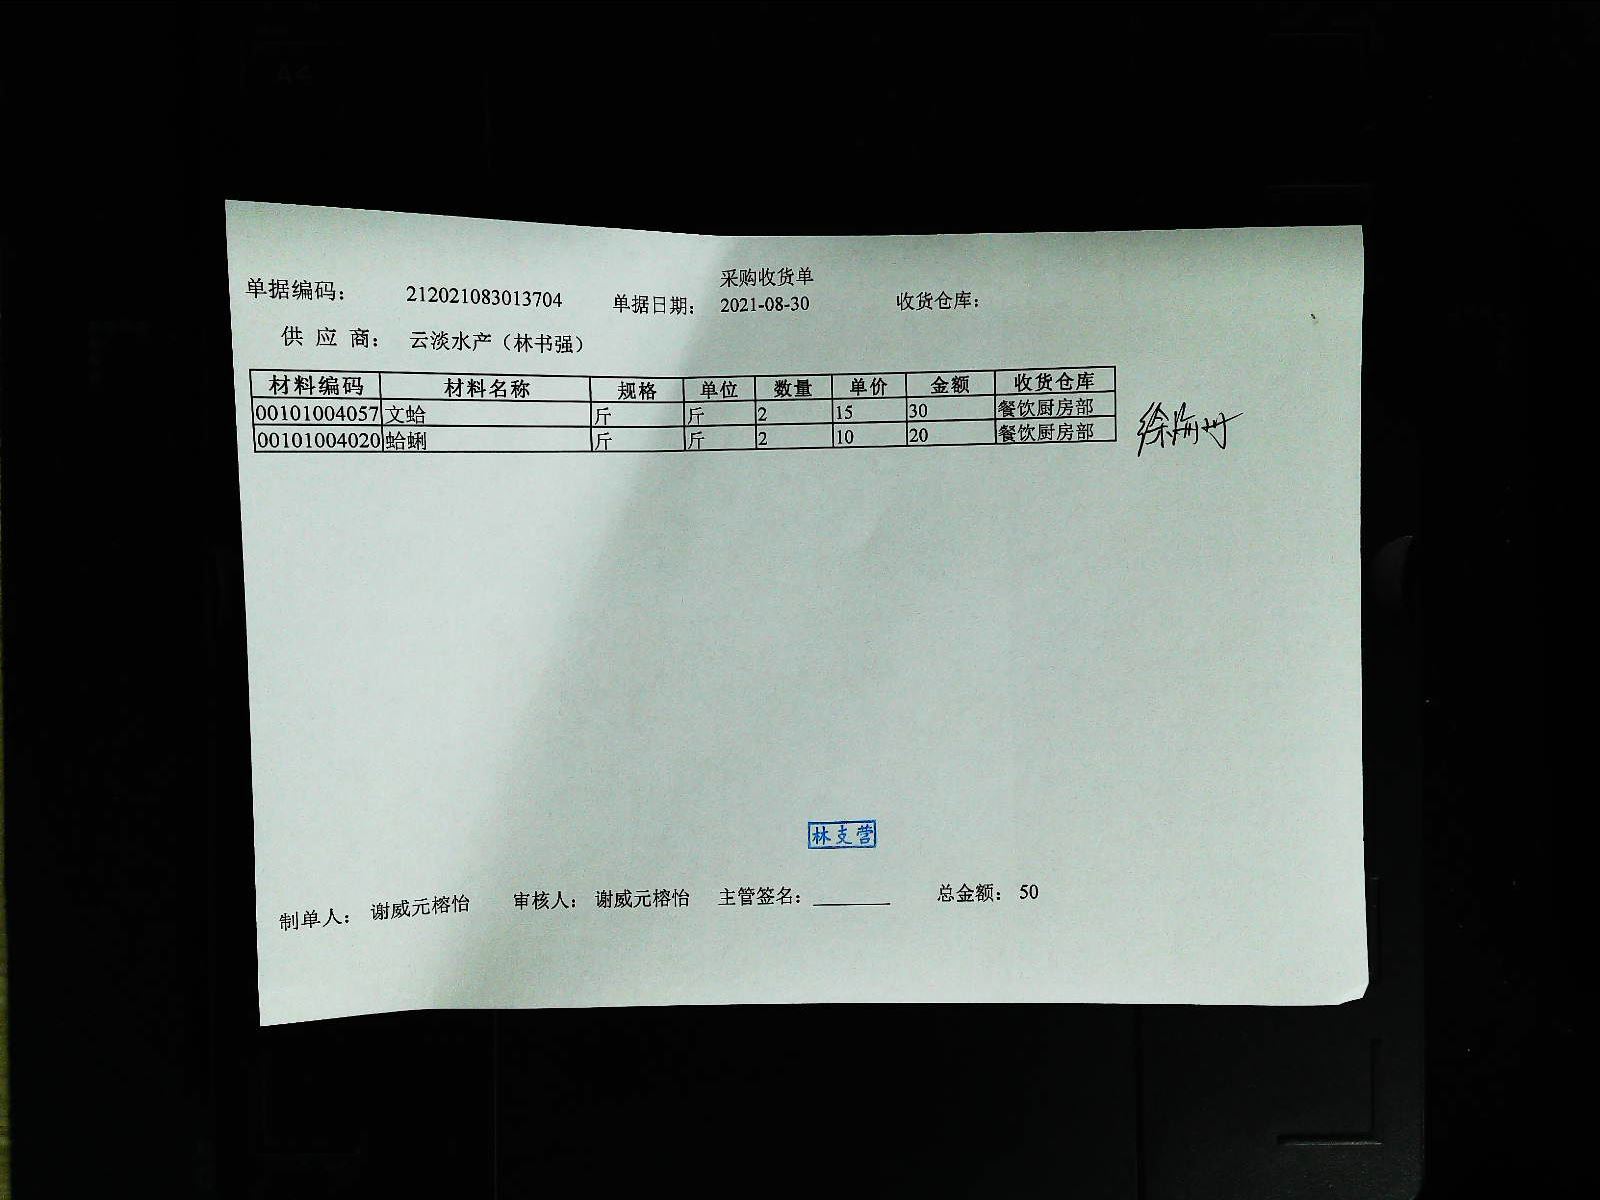 采购收货单
单据编码： 212021083013704 单据日期： 2021-08-30 收货仓库：
供 应 商： 云淡水产（林书强）
材料编码 材料名称 规格 单位 数量 单价 金额 收货仓库
00101004057 文蛤 斤 斤 2 15 30 餐饮厨房部
00101004020 蛤蜊 斤 斤 2 10 20 餐饮厨房部
林支营
制单人： 谢威元榕怡 审核人： 谢威元榕怡 主管签名：________ 总金额： 50